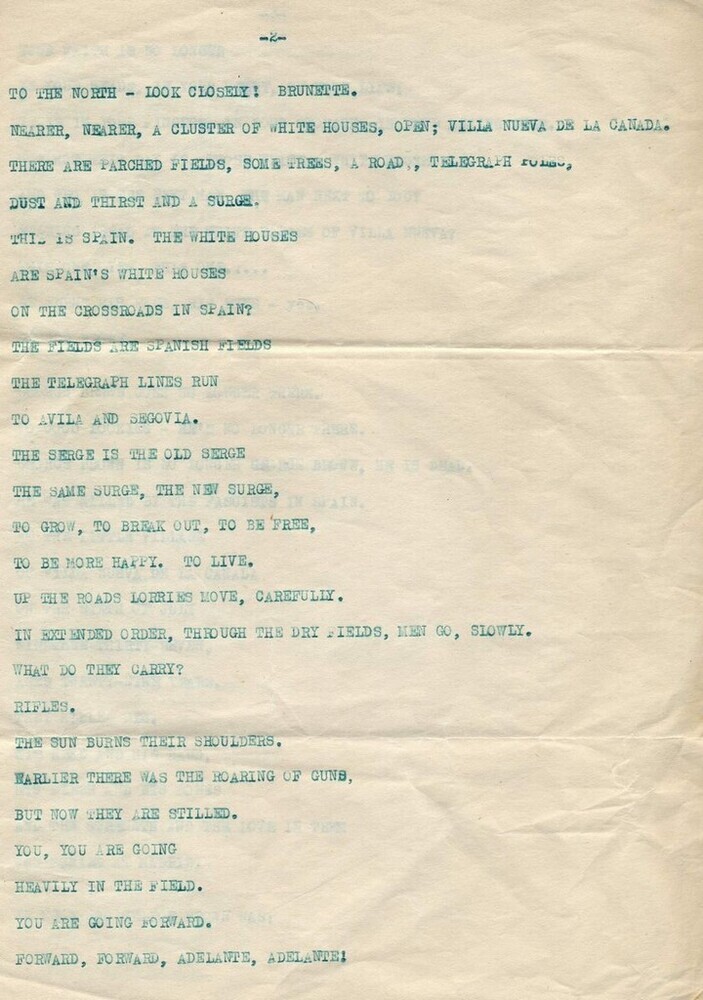 -2-
TO THE NORTH - LOOK CLOSELY! BRUNETTE.
NEARER, NEARER, A CLUSTER OF WHITE HOUSES, OPEN; VILLA NUEVA DE LA CANADA.
THERE ARE PARCHED FIELDS, SOME TREES, A ROAD,, TELEGRAPH POLES,
DUST AND THIRST AND A SURGE.
THIS IS SPAIN. THE WHITE HOUSES
ARE SPAIN'S WHITE HOUSES
ON THE CROSSROADS IN SPAIN?
THE FIELDS ARE SPANISH FIELDS
THE TELEGRAPH LINES RUN
TO AVILA AND SEGOVIA.
THE SERGE IS THE OLD SERGE
THE SAME SURGE, THE NEW SURGE,
TO GROW, TO BREAK OUT, TO BE FREE,
TO BE MORE HAPPY. TO LIVE.
UP THE ROADS LORRIES MOVE, CAREFULLY.
IN EXTENDED ORDER, THROUGH THE DRY FIELDS, MEN GO, SLOWLY.
WHAT DO THEY CARRY?
RIFLES.
THE SUN BURNS THEIR SHOULDERS.
EARLIER THERE WAS THE ROARING OF GUNS,
BUT NOW THEY ARE STILLED.
YOU, YOU ARE GOING
HEAVILY IN THE FIELD.
YOU ARE GOING FORWARD.
FORWARD, FORWARD, ADELANTE, ADELANTE!